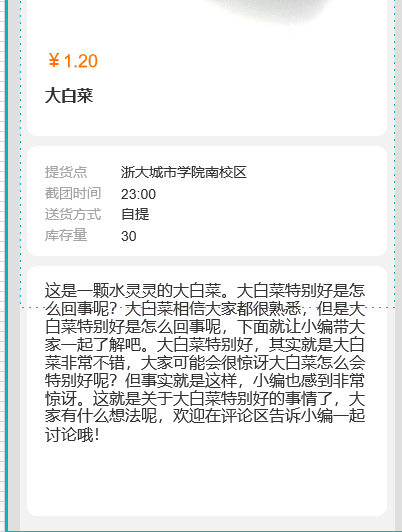 ￥1.20
大白菜
提货点 浙大城市学院南校区
截团时间 23:00
送货方式 自提
库存量 30
这是一颗水灵灵的大白菜。大白菜特别好是怎
么回事呢？大白菜相信大家都很熟悉，但是大
白菜特别好是怎么回事呢，下面就让小编带大
家一起了解吧。大白菜特别好，其实就是大白
菜非常不错，大家可能会很惊讶大白菜怎么会
特别好呢？但事实就是这样，小编也感到非常
惊讶。这就是关于大白菜特别好的事情了，大
家有什么想法呢，欢迎在评论区告诉小编一起
讨论哦！